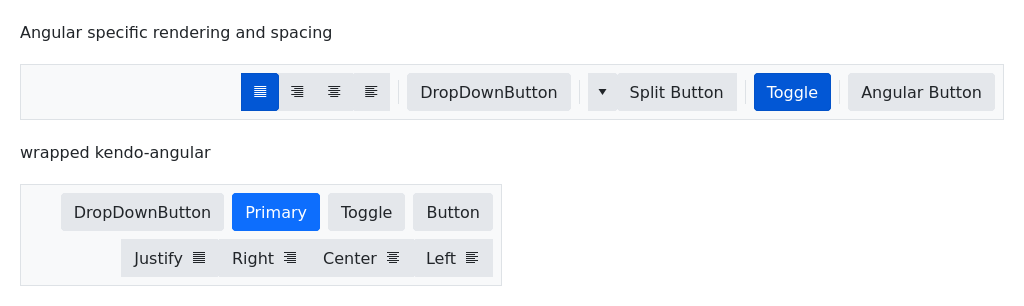 Angular specific rendering and spacing
DropDownButton Split Button Toggle Angular Button
wrapped kendo-angular
DropDownButton Primary Toggle Button
Justify Right Center Left